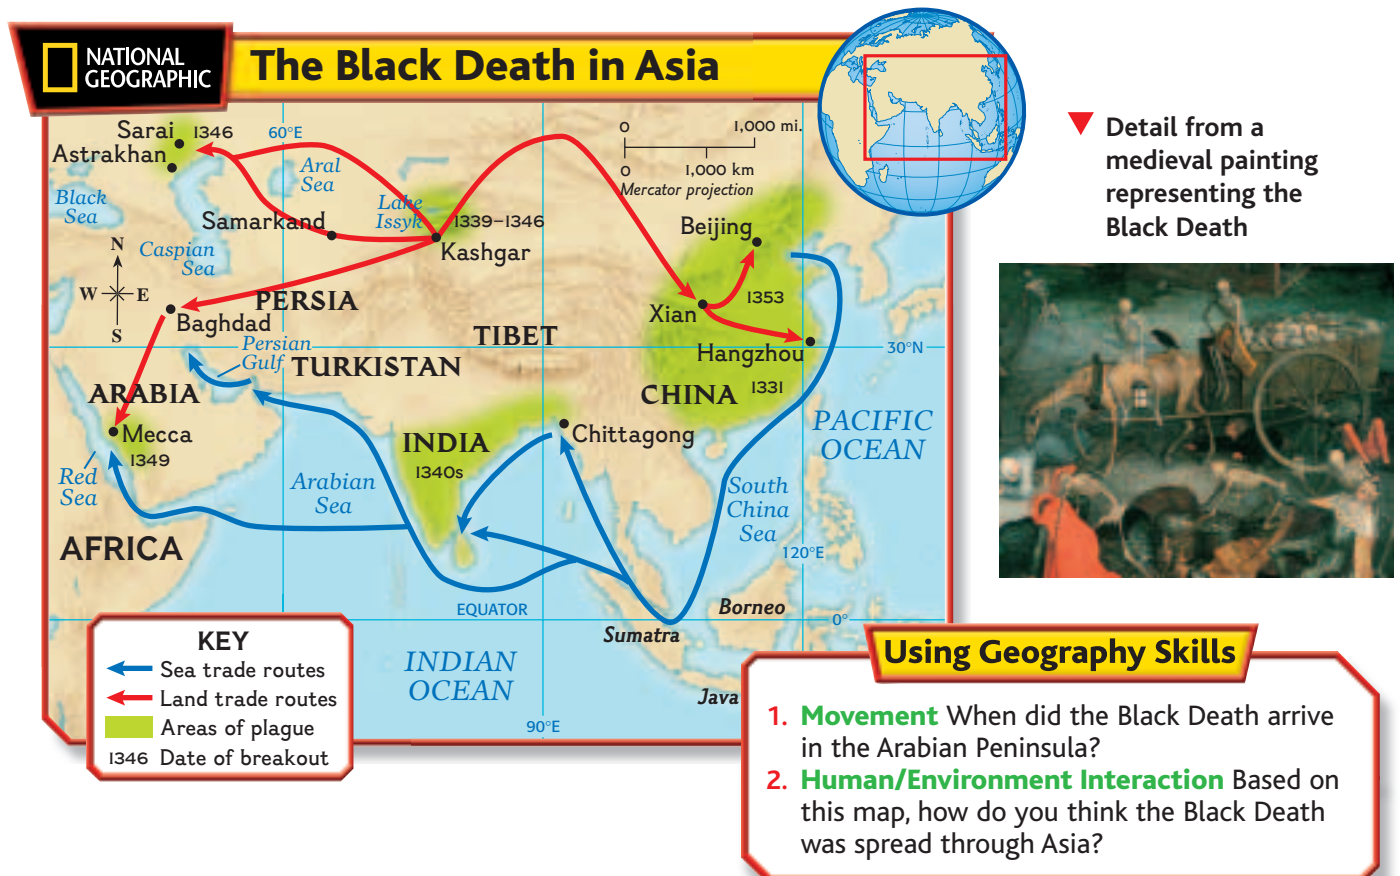 NATIONAL
GEOGRAPHIC
The Black Death in Asia
Sarai
1346
Astrakhan
60°E
Aral
Sea
0 1,000 mi.
0 1,000 km
Mercator projection
Black
Sea
Lake
Issyk
1339–1346
Samarkand
Kashgar
Beijing
Caspian
Sea
N
W E
S
PERSIA
Baghdad
Persian
Gulf
TURKISTAN
TIBET
Xian
1353
Hangzhou
30°N
CHINA
1331
ARABIA
Mecca
1349
Red
Sea
INDIA
1340s
Chittagong
PACIFIC
OCEAN
Arabian
Sea
South
China
Sea
120°E
AFRICA
EQUATOR
Borneo
0°
Sumatra
INDIAN
OCEAN
Java
90°E
KEY
Sea trade routes
Land trade routes
Areas of plague
1346 Date of breakout
Detail from a
medieval painting
representing the
Black Death
Using Geography Skills
1. Movement When did the Black Death arrive
in the Arabian Peninsula?
2. Human/Environment Interaction Based on
this map, how do you think the Black Death
was spread through Asia?